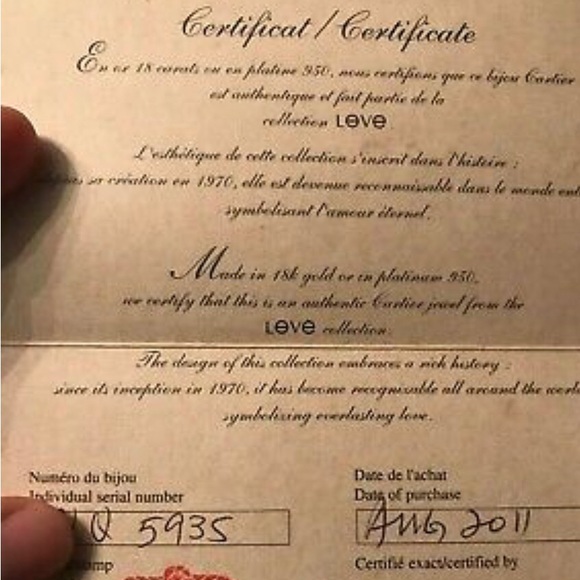 Certificat / Certificate
En or 18 carats ou en platine 950, nous certifions que ce bijou Cartier
est authentique et fait partie de la
collection LOVE
L'esthétique de cette collection s'inscrit dans l'histoire :
sa création en 1970, elle est devenue reconnaissable dans le monde
symbolisant l'amour éternel.
Made in 18k gold or in platinum 950,
we certify that this is an authentic Cartier jewel from the
LOVE collection.
The design of this collection embraces a rich history :
since its inception in 1970, it has become recognizable all around the
symbolizing everlasting love.
Numéro du bijou
Date de l'achat
Individual serial number
Date of purchase
Q 5935
AUG 2011
Certifié exact/certified by